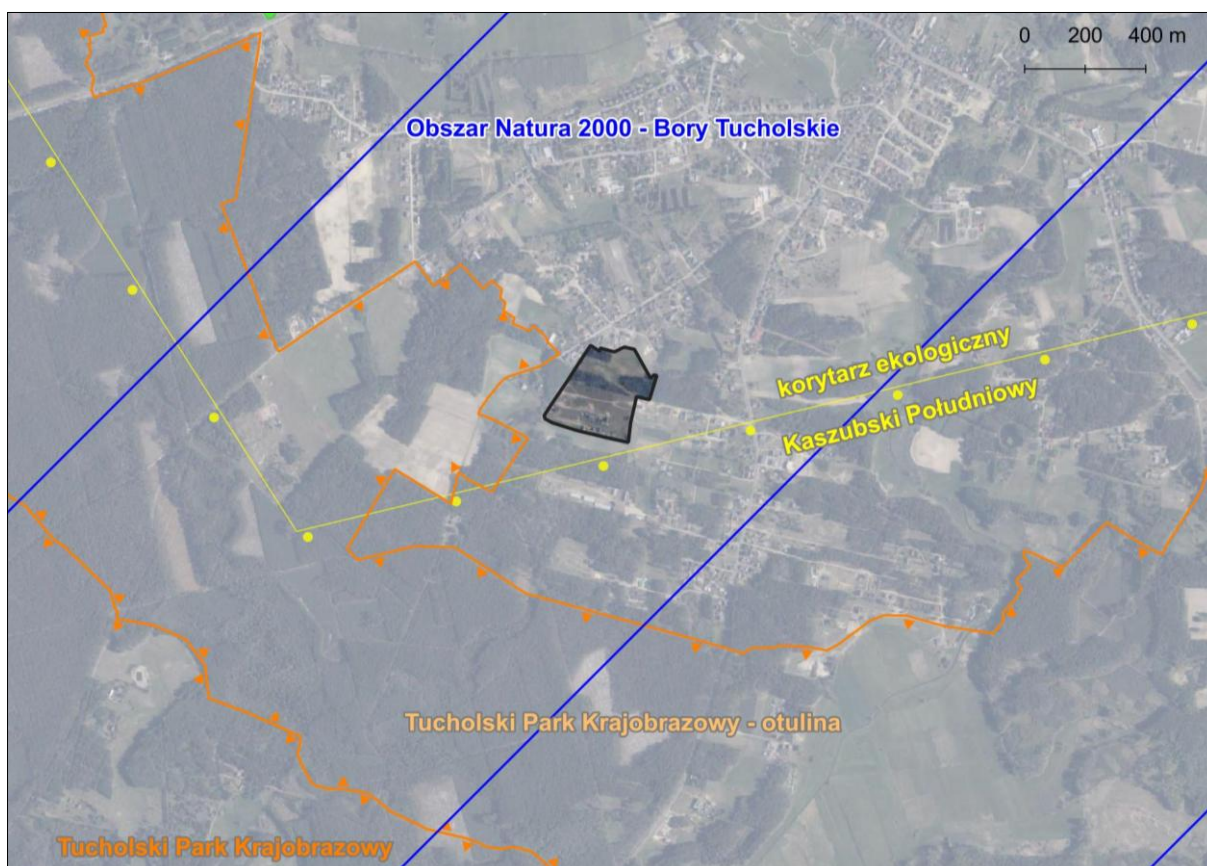 0 200 400 m
Obszar Natura 2000 - Bory Tucholskie
korytarz ekologiczny
Kaszubski Południowy
Tucholski Park Krajobrazowy - otulina
Tucholski Park Krajobrazowy